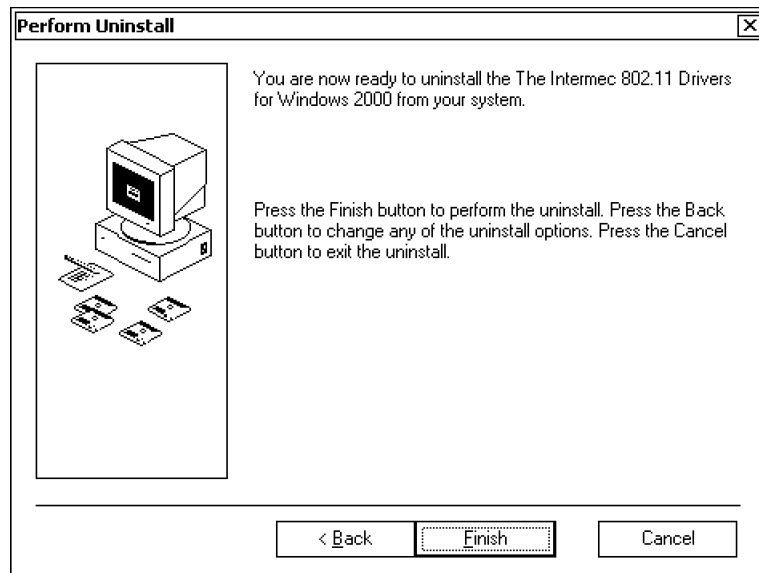 Perform Uninstall
You are now ready to uninstall the The Intermec 802.11 Drivers
for Windows 2000 from your system.
Press the Finish button to perform the uninstall. Press the Back
button to change any of the uninstall options. Press the Cancel
button to exit the uninstall.
< Back
Finish
Cancel